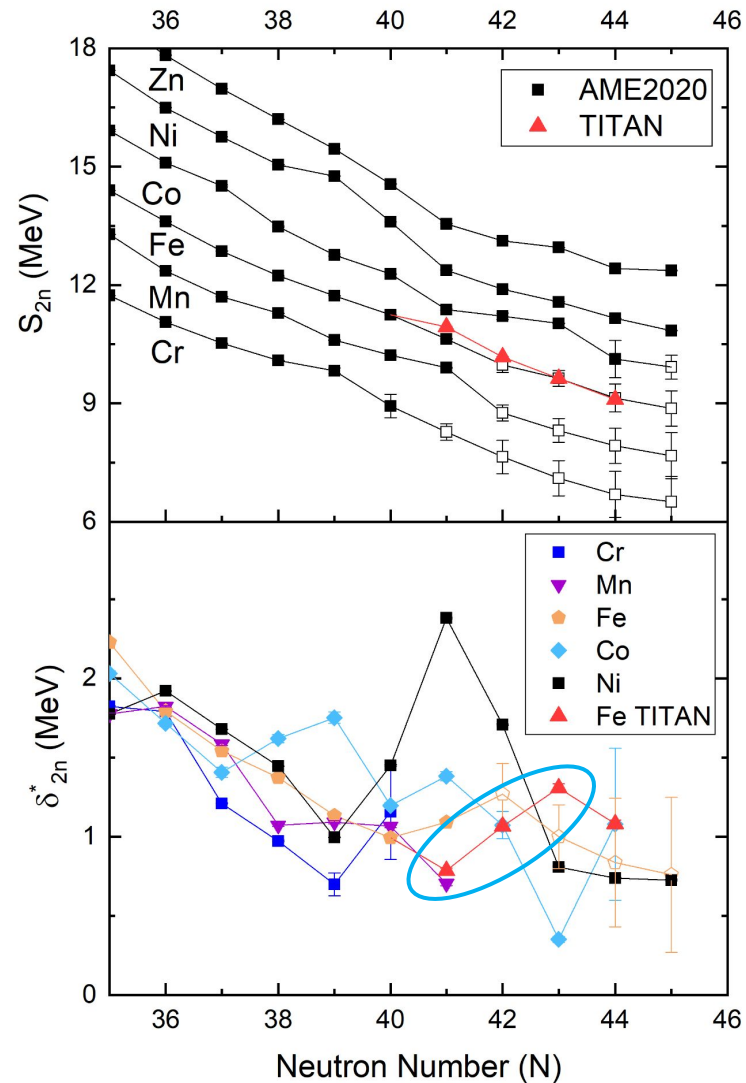 36 38 40 42 44 46
18
15
12
9
6
S2n (MeV)
Zn
Ni
Co
Fe
Mn
Cr
AME2020
TITAN
2
1
0
δ*2n (MeV)
Cr
Mn
Fe
Co
Ni
Fe TITAN
36 38 40 42 44 46
Neutron Number (N)